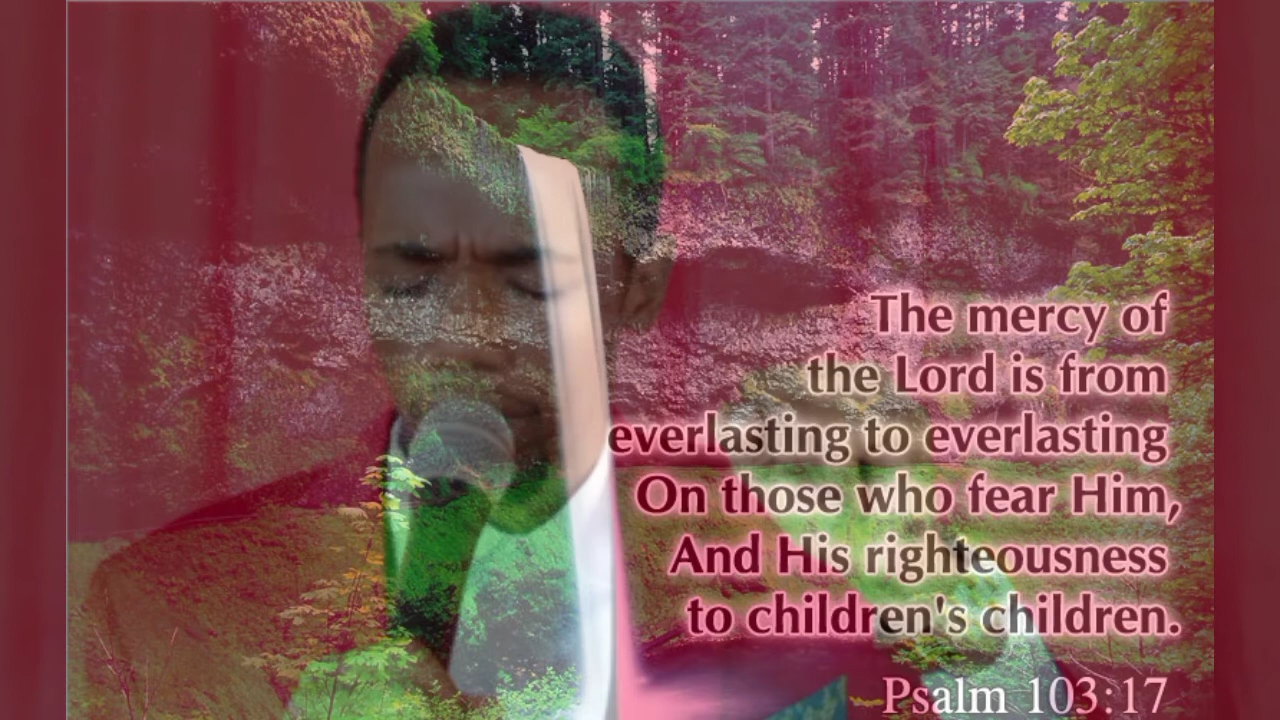 The mercy of
the Lord is from
everlasting to everlasting
On those who fear Him,
And His righteousness
to children's children.
Psalm 103:17